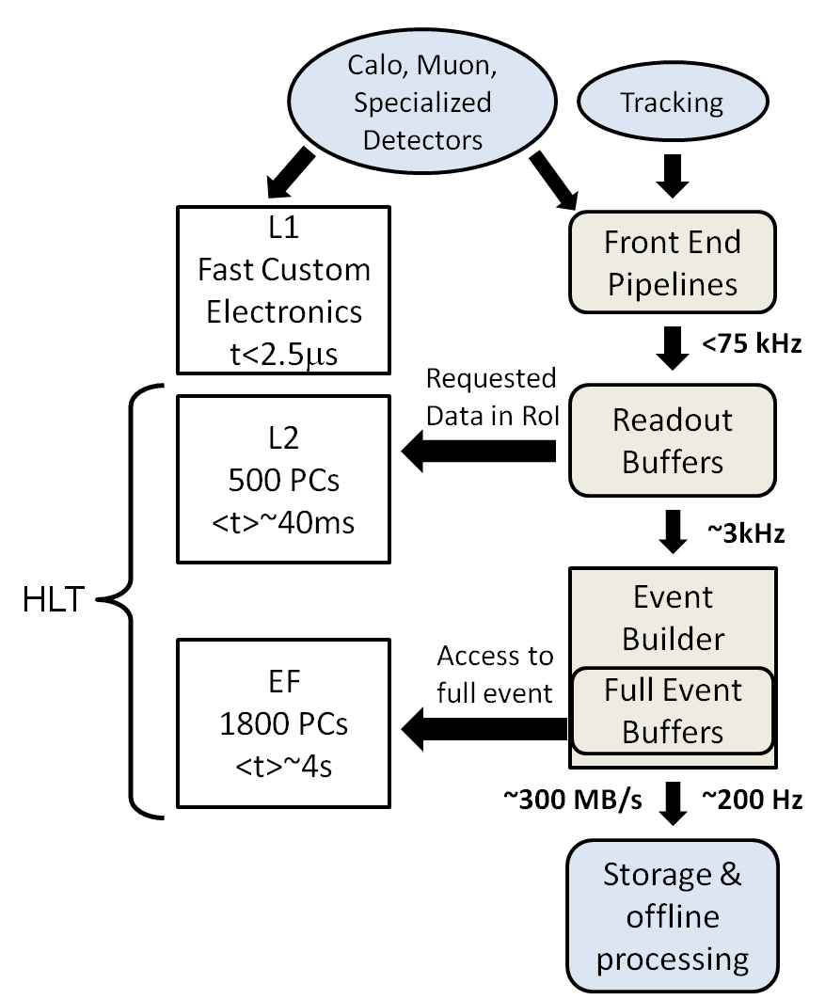 Calo, Muon,
Specialized
Detectors
Tracking
L1
Fast Custom
Electronics
t<2.5μs
Front End
Pipelines
<75 kHz
Requested
Data in RoI
Readout
Buffers
L2
500 PCs
<t>~40ms
~3kHz
HLT
Event
Builder
Access to
full event
Full Event
Buffers
EF
1800 PCs
<t>~4s
~300 MB/s
~200 Hz
Storage &
offline
processing